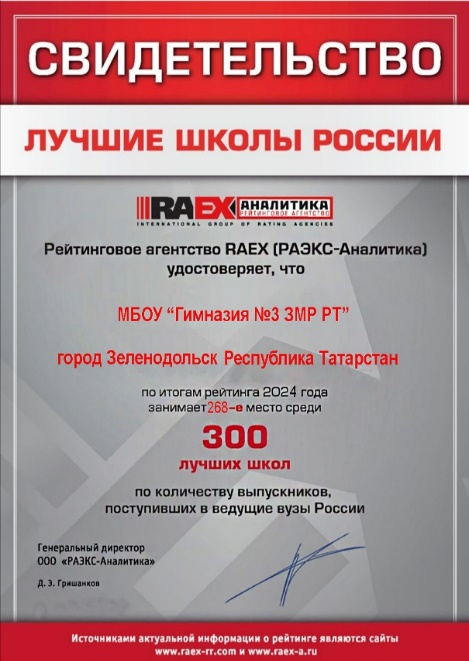 СВИДЕТЕЛЬСТВО
ЛУЧШИЕ ШКОЛЫ РОССИИ
RAEX АНАЛИТИКА
РЕЙТИНГОВОЕ АГЕНТСТВО
INTERNATIONAL GROUP OF RATING AGENCIES
Рейтинговое агентство RAEX (РАЭКС-Аналитика)
удостоверяет, что
МБОУ “Гимназия №3 ЗМР РТ”
город Зеленодольск Республика Татарстан
по итогам рейтинга 2024 года
занимает 268-е место среди
300
лучших школ
по количеству выпускников,
поступивших в ведущие вузы России
Генеральный директор
ООО «РАЭКС-Аналитика»
Д. Э. Гришанков
Источниками актуальной информации о рейтинге являются сайты
www.raex-rr.com и www.raex-a.ru